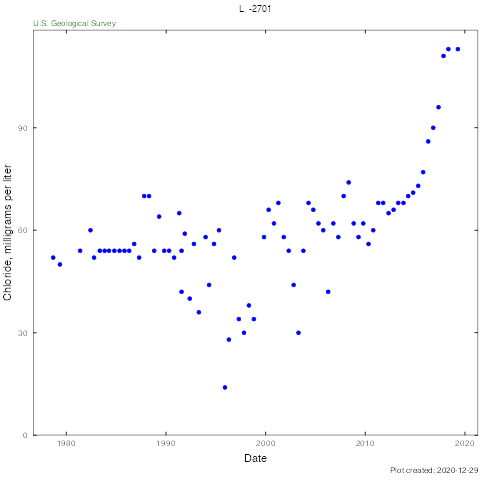 L -2701
U.S. Geological Survey
Chloride, milligrams per liter
90
60
30
0
1980 1990 2000 2010 2020
Date
Plot created: 2020-12-29